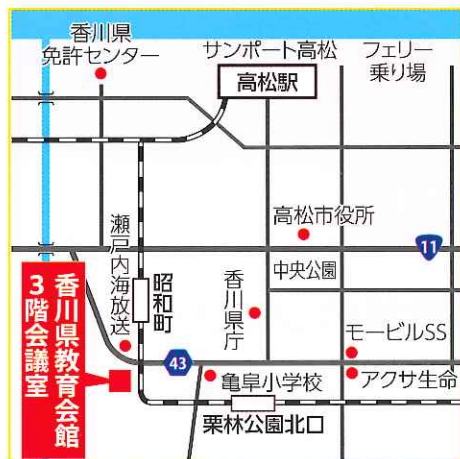 香川県
免許センター
サンポート高松
フェリー
乗り場
高松駅
高松市役所
11
瀬戸内海放送
昭和町
香川県庁
中央公園
香川県教育会館
3階会議室
43
モービルSS
亀阜小学校
アクサ生命
栗林公園北口